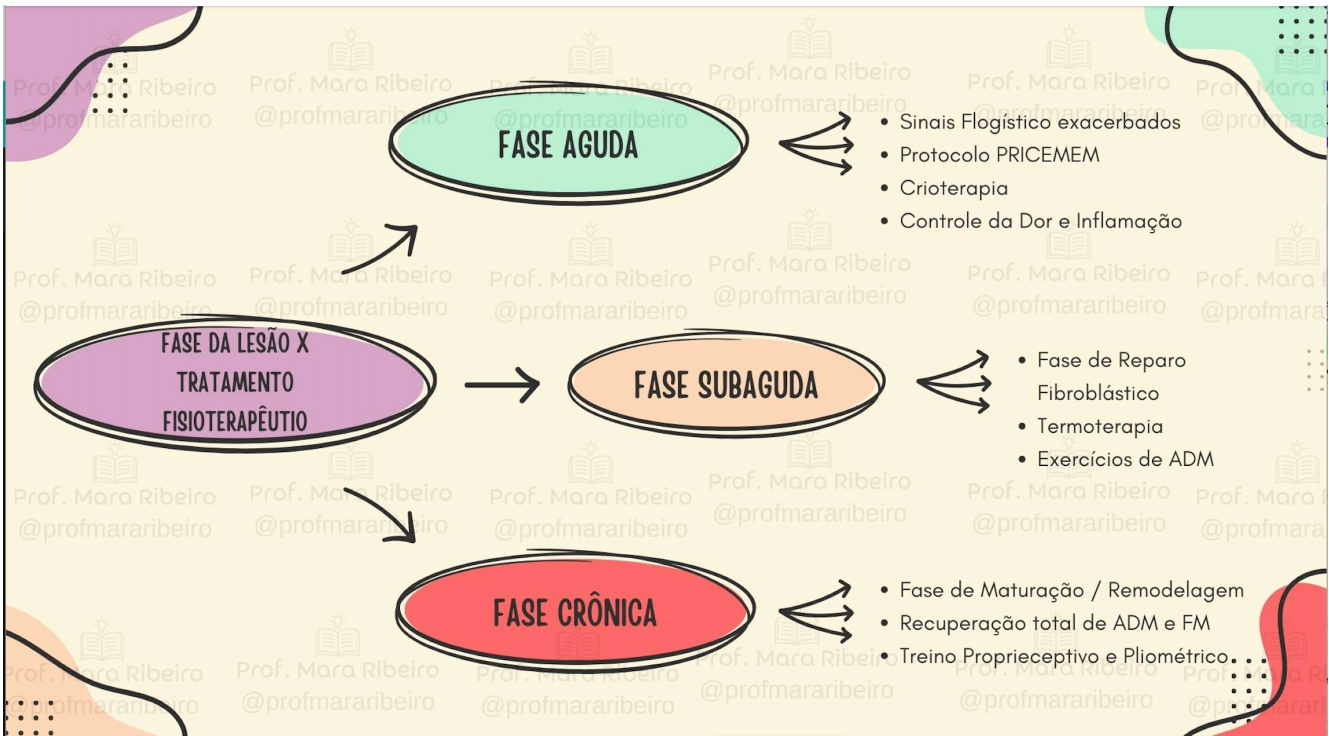 FASE AGUDA
• Sinais Flogístico exacerbados
• Protocolo PRICEMEM
• Crioterapia
• Controle da Dor e Inflamação
FASE DA LESÃO X
TRATAMENTO
FISIOTERAPÊUTIO
FASE SUBAGUDA
• Fase de Reparo
Fibroblástico
• Termoterapia
• Exercícios de ADM
FASE CRÔNICA
• Fase de Maturação / Remodelagem
• Recuperação total de ADM e FM
• Treino Proprieceptivo e Pliométrico
Prof. Mara Ribeiro
@profmararibeiro